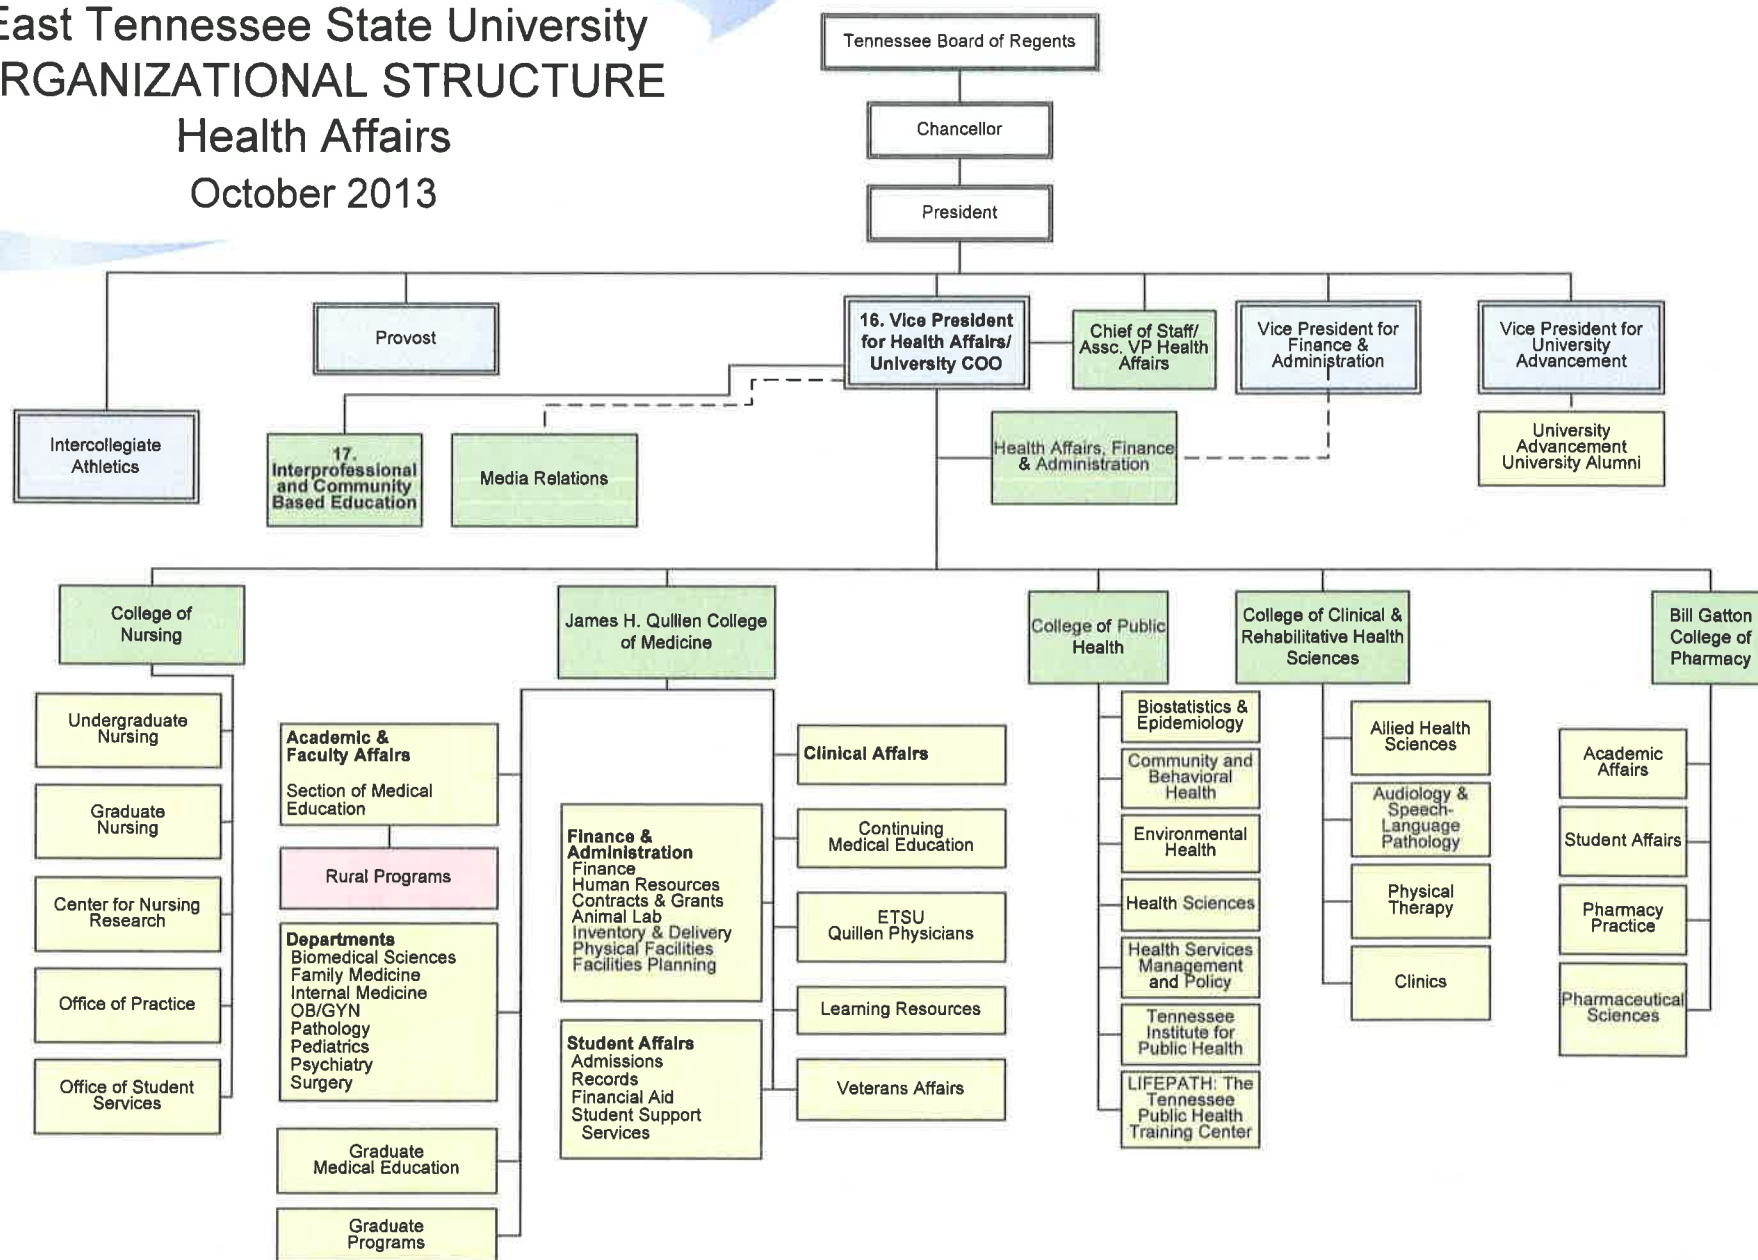 East Tennessee State University
RGANIZATIONAL STRUCTURE
Health Affairs
October 2013
Tennessee Board of Regents
Chancellor
President
Intercollegiate
Athletics
Provost
16. Vice President
for Health Affairs/
University COO
Chief of Staff/
Assc. VP Health
Affairs
Vice President for
Finance &
Administration
Vice President for
University
Advancement
University
Advancement
University Alumni
17.
Interprofessional
and Community
Based Education
Media Relations
Health Affairs, Finance
& Administration
College of
Nursing
Undergraduate
Nursing
Graduate
Nursing
Center for Nursing
Research
Office of Practice
Office of Student
Services
James H. Quillen College
of Medicine
Academic &
Faculty Affairs
Section of Medical
Education
Rural Programs
Departments
Biomedical Sciences
Family Medicine
Internal Medicine
OB/GYN
Pathology
Pediatrics
Psychiatry
Surgery
Graduate
Medical Education
Graduate
Programs
Finance &
Administration
Finance
Human Resources
Contracts & Grants
Animal Lab
Inventory & Delivery
Physical Facilities
Facilities Planning
Student Affairs
Admissions
Records
Financial Aid
Student Support
Services
Clinical Affairs
Continuing
Medical Education
ETSU
Quillen Physicians
Learning Resources
Veterans Affairs
College of Public
Health
Biostatistics &
Epidemiology
Community and
Behavioral
Health
Environmental
Health
Health Sciences
Health Services
Management
and Policy
Tennessee
Institute for
Public Health
LIFEPATH: The
Tennessee
Public Health
Training Center
College of Clinical &
Rehabilitative Health
Sciences
Allied Health
Sciences
Audiology &
Speech-
Language
Pathology
Physical
Therapy
Clinics
Bill Gatton
College of
Pharmacy
Academic
Affairs
Student Affairs
Pharmacy
Practice
Pharmaceutical
Sciences